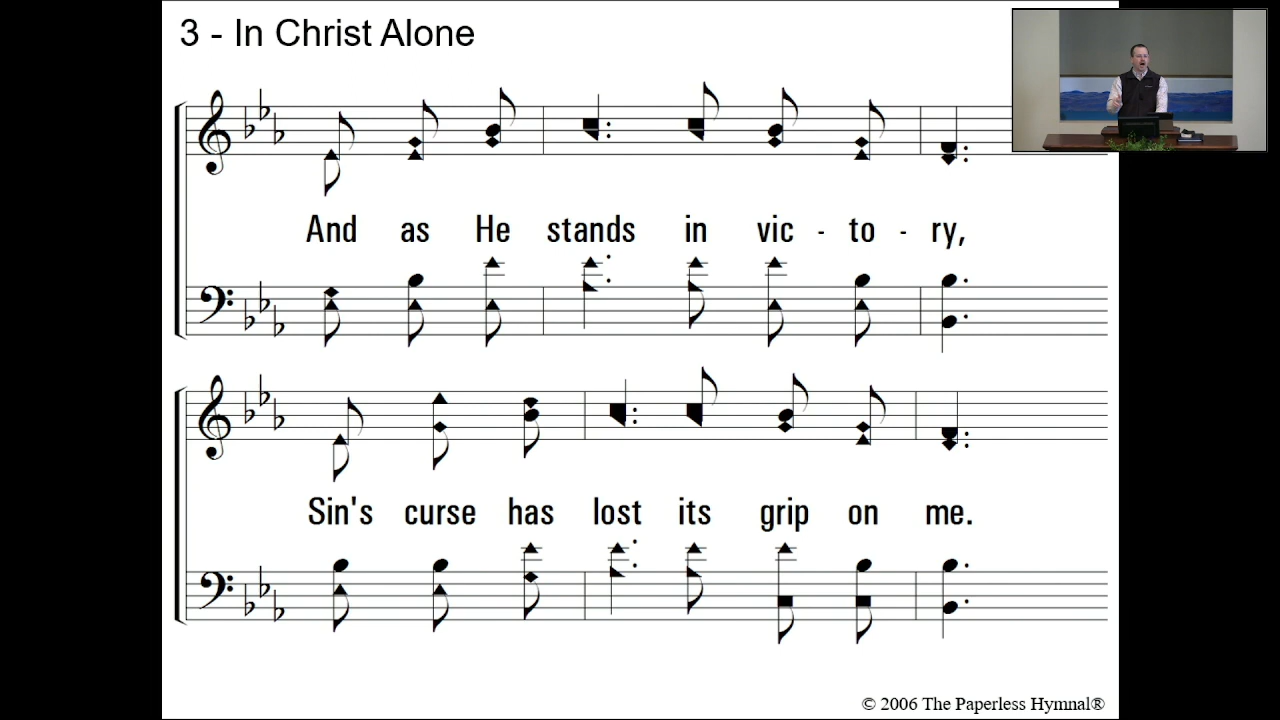 3 - In Christ Alone
And as He stands in vic - to - ry,
Sin's curse has lost its grip on me.
© 2006 The Paperless Hymnal®